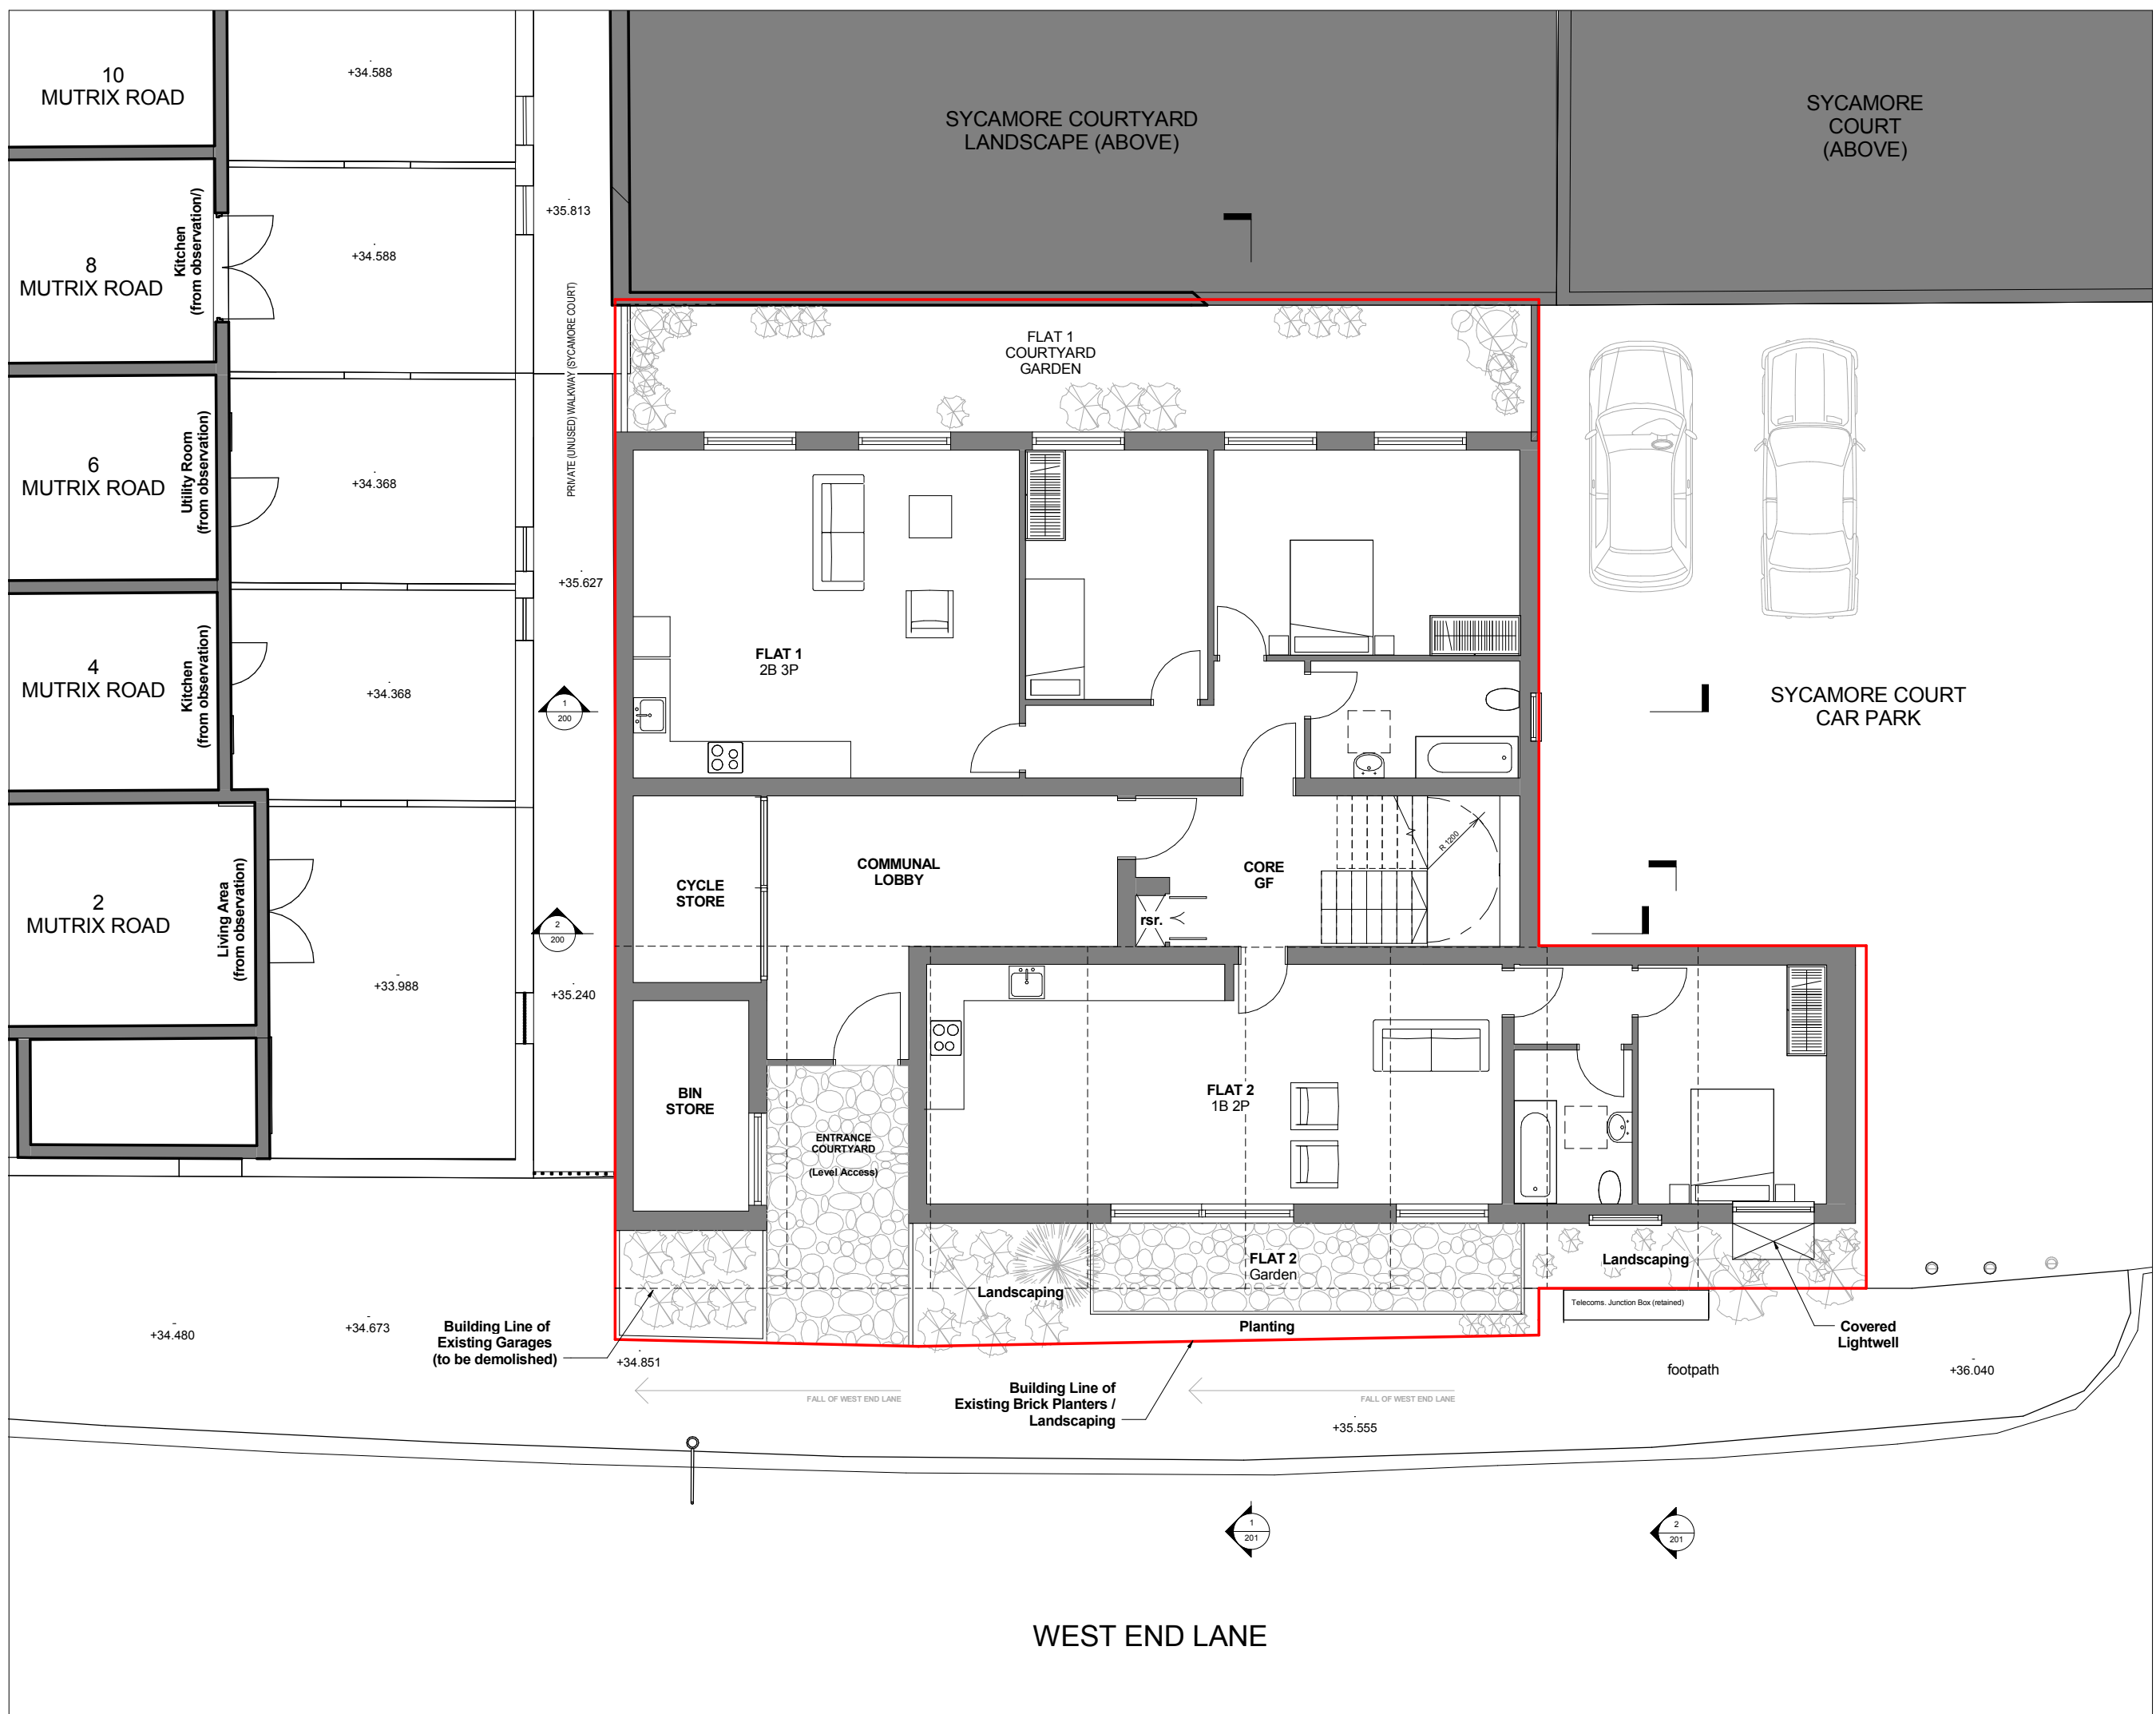 10
MUTRIX ROAD
+34.588
SYCAMORE COURTYARD
LANDSCAPE (ABOVE)
SYCAMORE
COURT
(ABOVE)
8
MUTRIX ROAD
Kitchen
(from observation/)
+34.588
+35.813
PRIVATE (UNUSED) WALKWAY (SYCAMORE COURT)
FLAT 1
COURTYARD
GARDEN
6
MUTRIX ROAD
Utility Room
(from observation)
+34.368
+35.627
4
MUTRIX ROAD
Kitchen
(from observation)
+34.368
1
200
FLAT 1
2B 3P
SYCAMORE COURT
CAR PARK
2
MUTRIX ROAD
Living Area
(from observation)
+33.988
2
200
+35.240
CYCLE
STORE
COMMUNAL
LOBBY
CORE
GF
R 1200
rsr.
BIN
STORE
ENTRANCE
COURTYARD
(Level Access)
FLAT 2
1B 2P
FLAT 2
Garden
Landscaping
Landscaping
Telecoms. Junction Box (retained)
Planting
Covered
Lightwell
+34.480
+34.673
Building Line of
Existing Garages
(to be demolished)
+34.851
FALL OF WEST END LANE
Building Line of
Existing Brick Planters /
Landscaping
FALL OF WEST END LANE
+35.555
footpath
+36.040
1
201
2
201
WEST END LANE